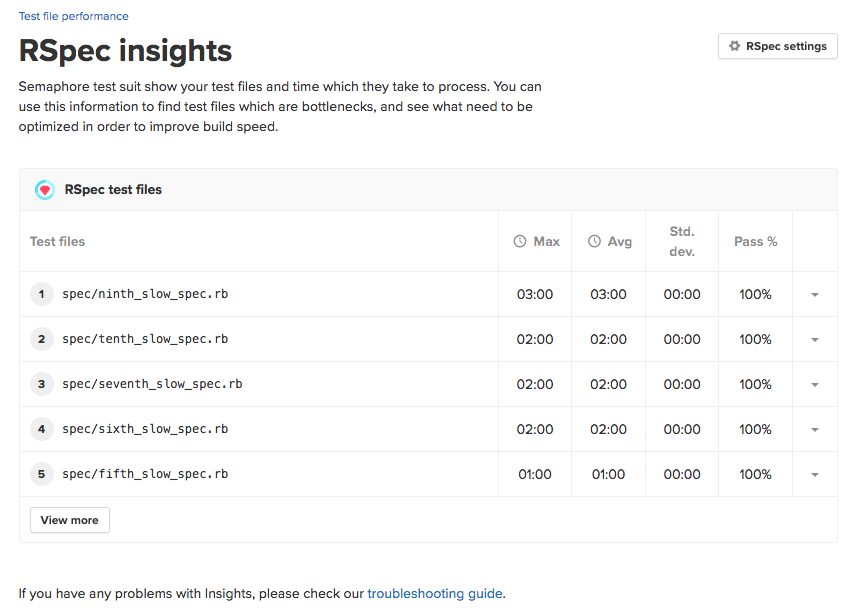 Test file performance
RSpec insights
RSpec settings
Semaphore test suit show your test files and time which they take to process. You can
use this information to find test files which are bottlenecks, and see what need to be
optimized in order to improve build speed.
RSpec test files
Test files Max Avg Std. dev. Pass %
1 spec/ninth_slow_spec.rb 03:00 03:00 00:00 100%
2 spec/tenth_slow_spec.rb 02:00 02:00 00:00 100%
3 spec/seventh_slow_spec.rb 02:00 02:00 00:00 100%
4 spec/sixth_slow_spec.rb 02:00 02:00 00:00 100%
5 spec/fifth_slow_spec.rb 01:00 01:00 00:00 100%
View more
If you have any problems with Insights, please check our troubleshooting guide.